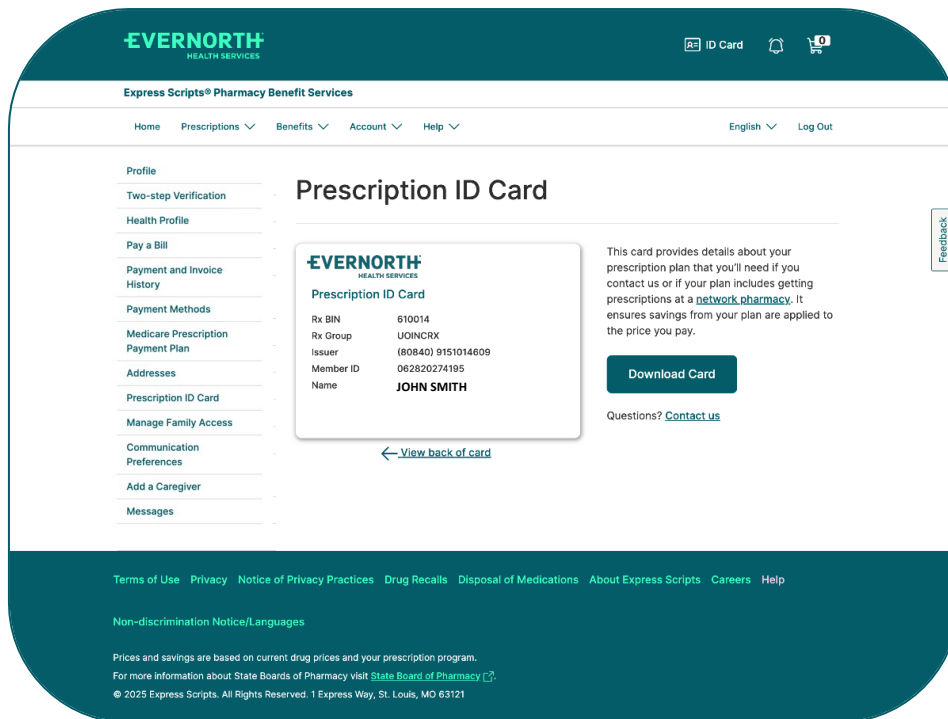 EVERNORTH
HEALTH SERVICES
ID Card
0
Express Scripts® Pharmacy Benefit Services
Home Prescriptions Benefits Account Help English Log Out
Profile
Two-step Verification
Health Profile
Pay a Bill
Payment and Invoice
History
Payment Methods
Medicare Prescription
Payment Plan
Addresses
Prescription ID Card
Manage Family Access
Communication
Preferences
Add a Caregiver
Messages
Prescription ID Card
EVERNORTH
HEALTH SERVICES
Prescription ID Card
Rx BIN 610014
Rx Group UOINCRX
Issuer (80840) 9151014609
Member ID 062820274195
Name JOHN SMITH
View back of card
This card provides details about your
prescription plan that you'll need if you
contact us or if your plan includes getting
prescriptions at a network pharmacy. It
ensures savings from your plan are applied to
the price you pay.
Download Card
Questions? Contact us
Feedback
Terms of Use Privacy Notice of Privacy Practices Drug Recalls Disposal of Medications About Express Scripts Careers Help
Non-discrimination Notice/Languages
Prices and savings are based on current drug prices and your prescription program.
For more information about State Boards of Pharmacy visit State Board of Pharmacy.
© 2025 Express Scripts. All Rights Reserved. 1 Express Way, St. Louis, MO 63121